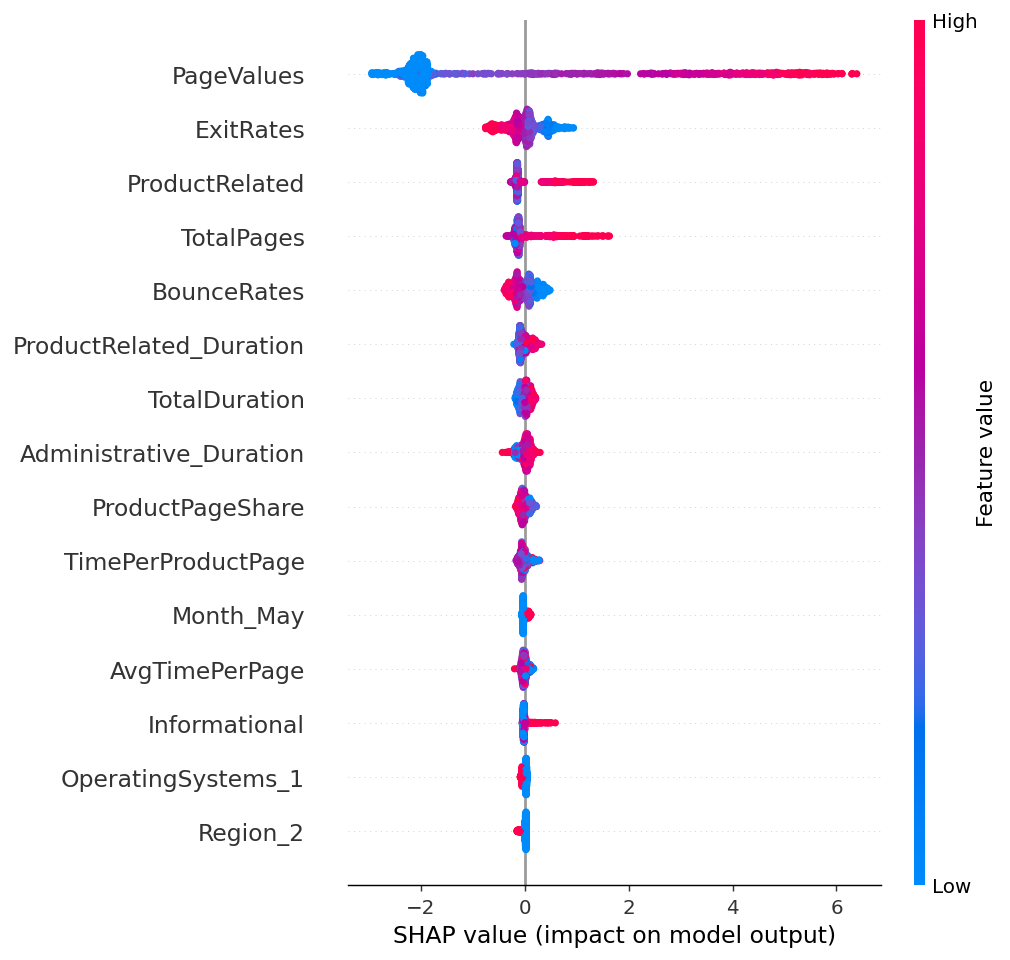 High
PageValues
ExitRates
ProductRelated
TotalPages
BounceRates
ProductRelated_Duration
TotalDuration
Administrative_Duration
ProductPageShare
TimePerProductPage
Month_May
AvgTimePerPage
Informational
OperatingSystems_1
Region_2
Feature value
Low
−2 0 2 4 6
SHAP value (impact on model output)